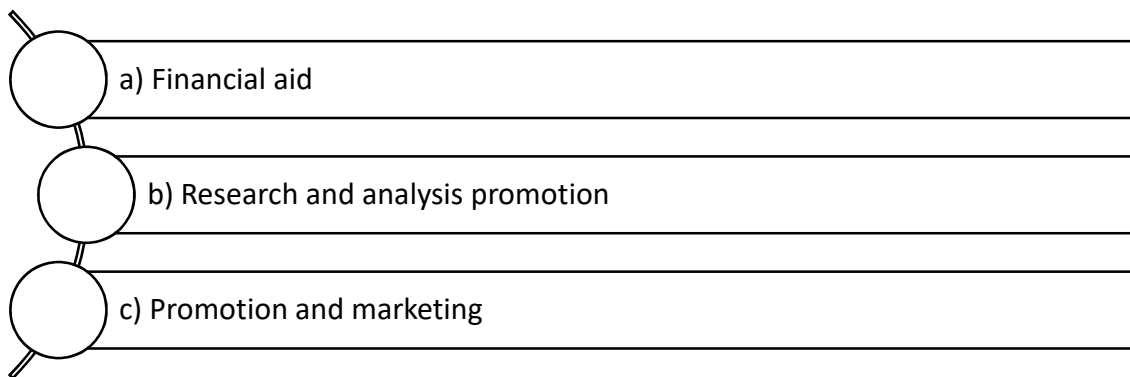 a) Financial aid
b) Research and analysis promotion
c) Promotion and marketing